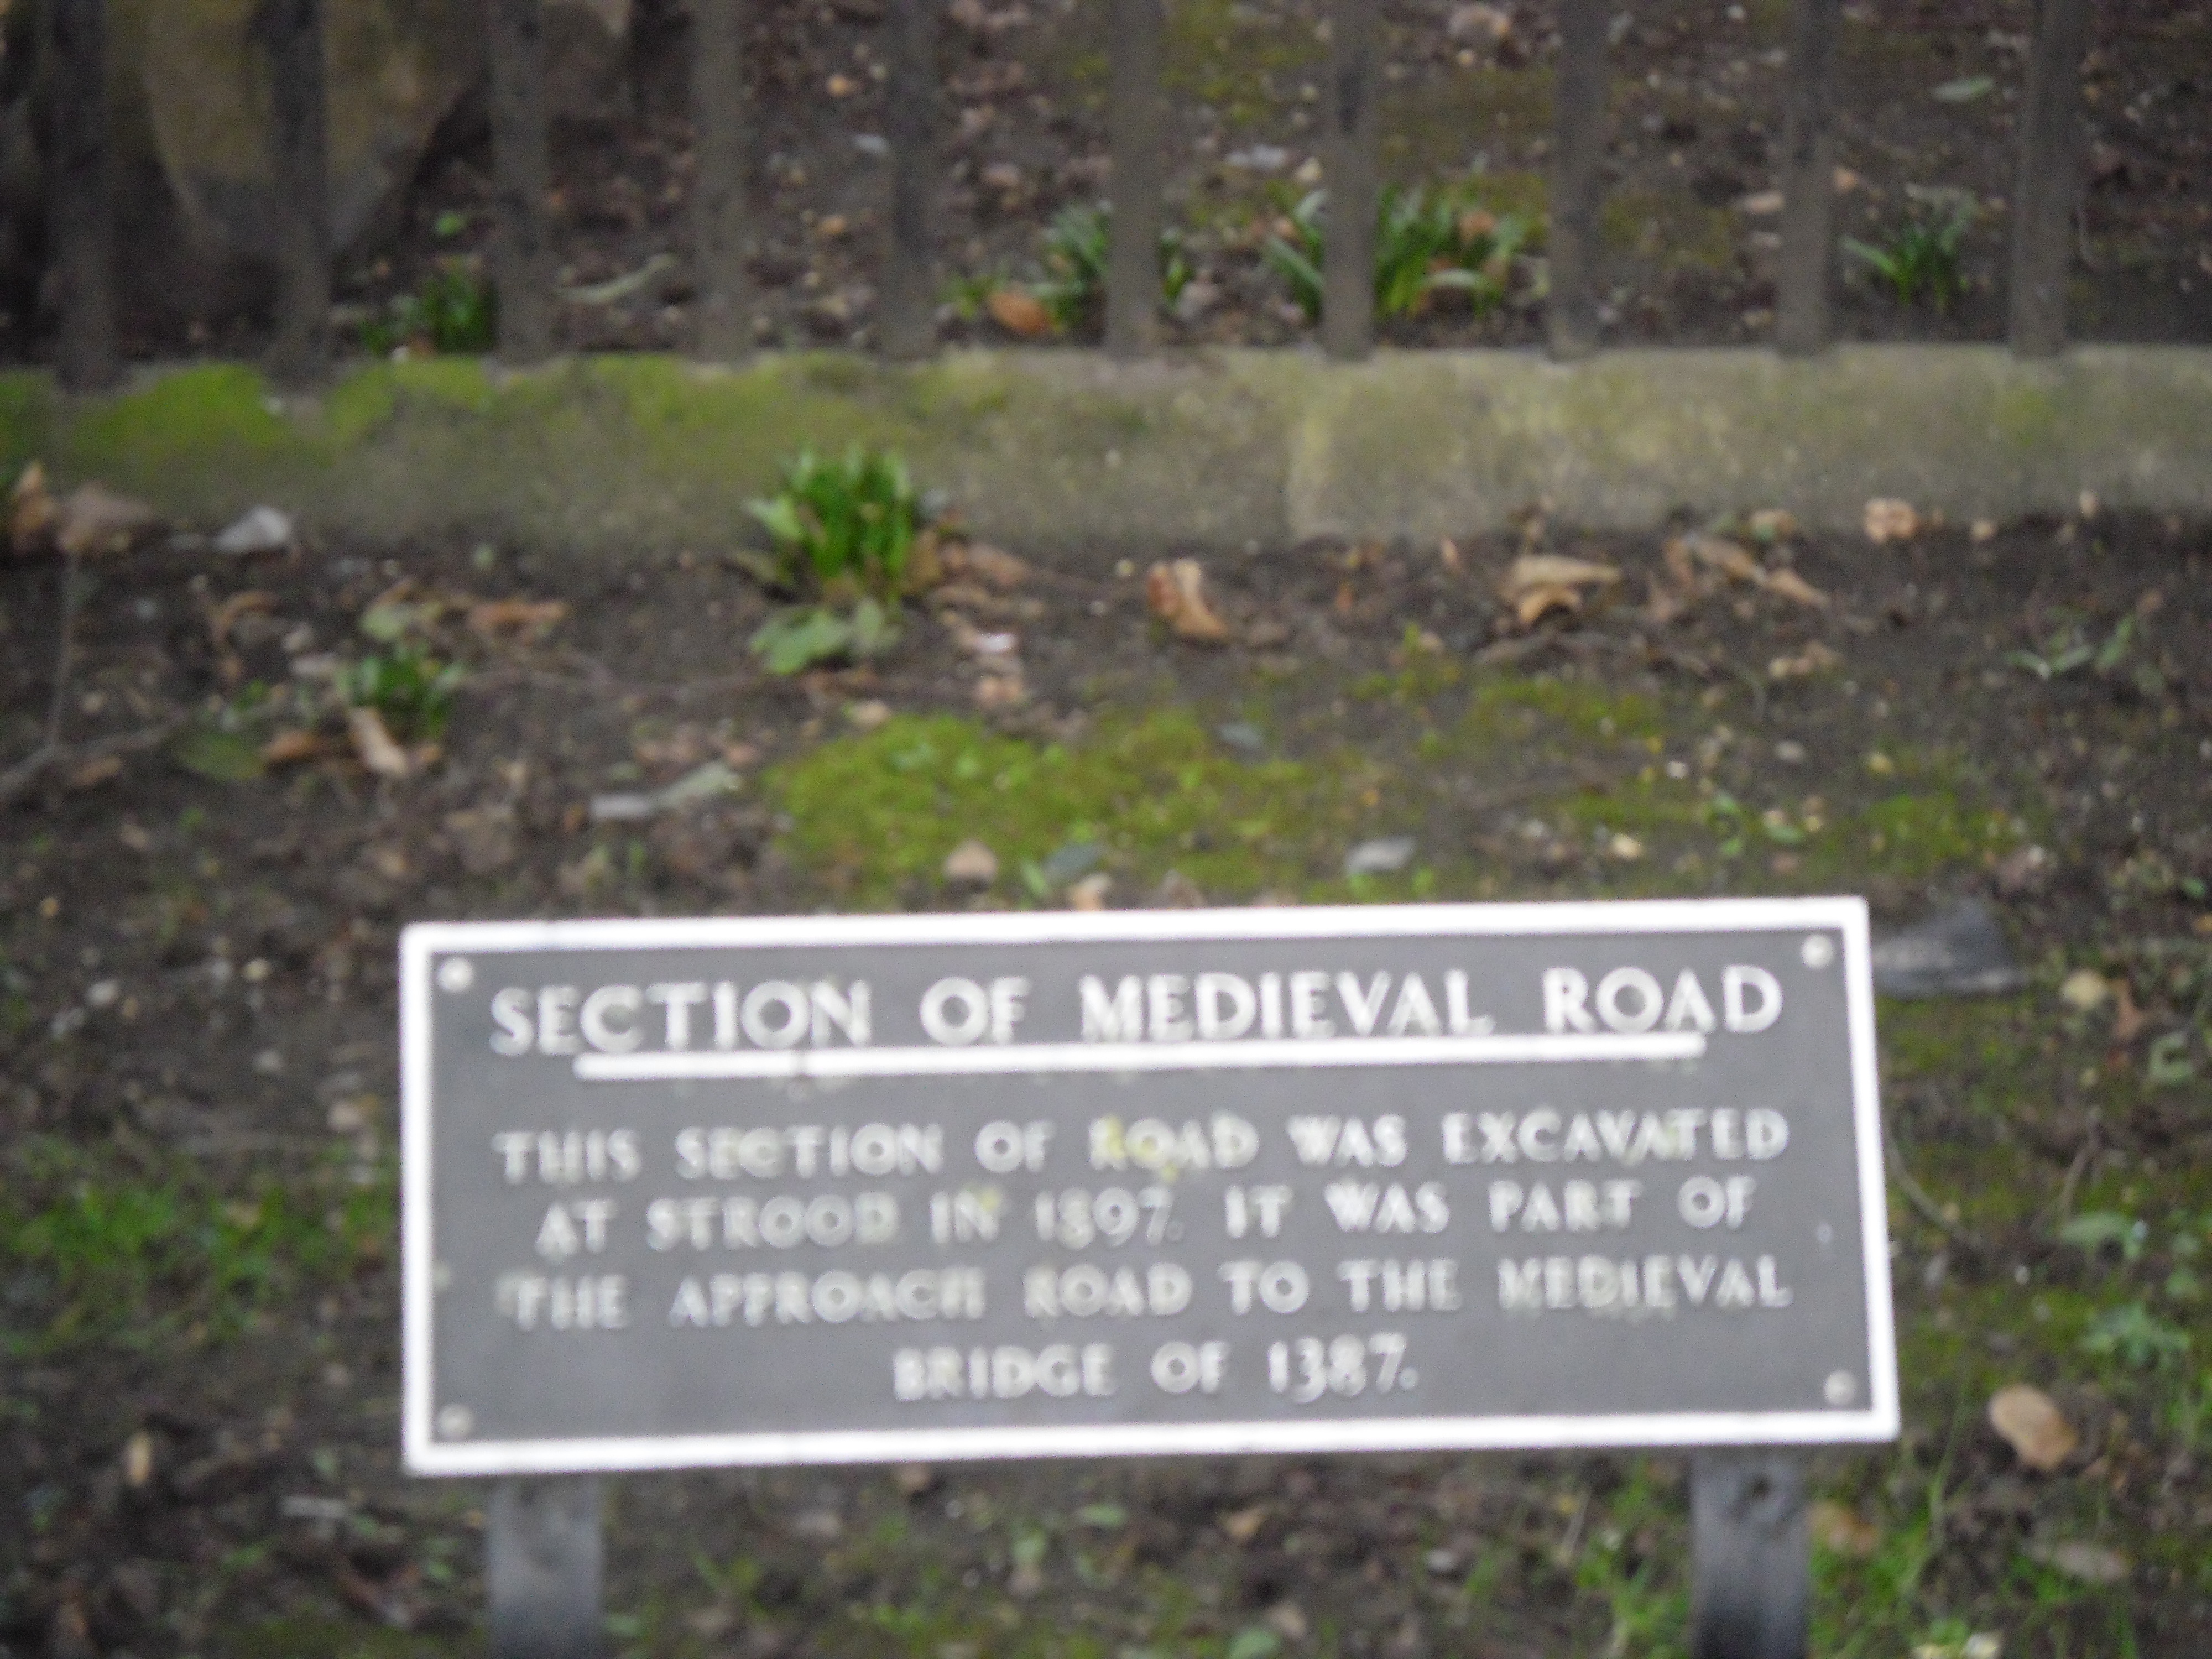 SECTION OF MEDIEVAL ROAD
THIS SECTION OF ROAD WAS EXCAVATED
AT STROOD IN 1897. IT WAS PART OF
THE APPROACH ROAD TO THE MEDIEVAL
BRIDGE OF 1387.